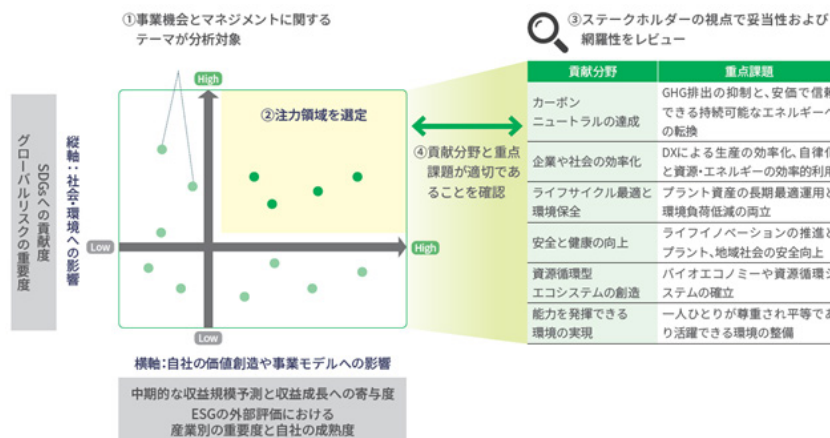 ①事業機会とマネジメントに関する
テーマが分析対象
High
②注力領域を選定
Low
High
Low
SDGsへの貢献度
グローバルリスクの重要度
縦軸：社会・環境への影響
横軸：自社の価値創造や事業モデルへの影響
中期的な収益規模予測と収益成長への寄与度
ESGの外部評価における
産業別の重要度と自社の成熟度
④貢献分野と重点
課題が適切であ
ることを確認
③ステークホルダーの視点で妥当性および
網羅性をレビュー
貢献分野
重点課題
カーボン
ニュートラルの達成
GHG排出の抑制と、安価で信頼
できる持続可能なエネルギーへ
の転換
企業や社会の効率化
DXによる生産の効率化、自律化
と資源・エネルギーの効率的利用
ライフサイクル最適と
環境保全
プラント資産の長期最適運用と
環境負荷低減の両立
安全と健康の向上
ライフイノベーションの推進と
プラント、地域社会の安全向上
資源循環型
エコシステムの創造
バイオエコノミーや資源循環シ
ステムの確立
能力を発揮できる
環境の実現
一人ひとりが尊重され平等であ
り活躍できる環境の整備